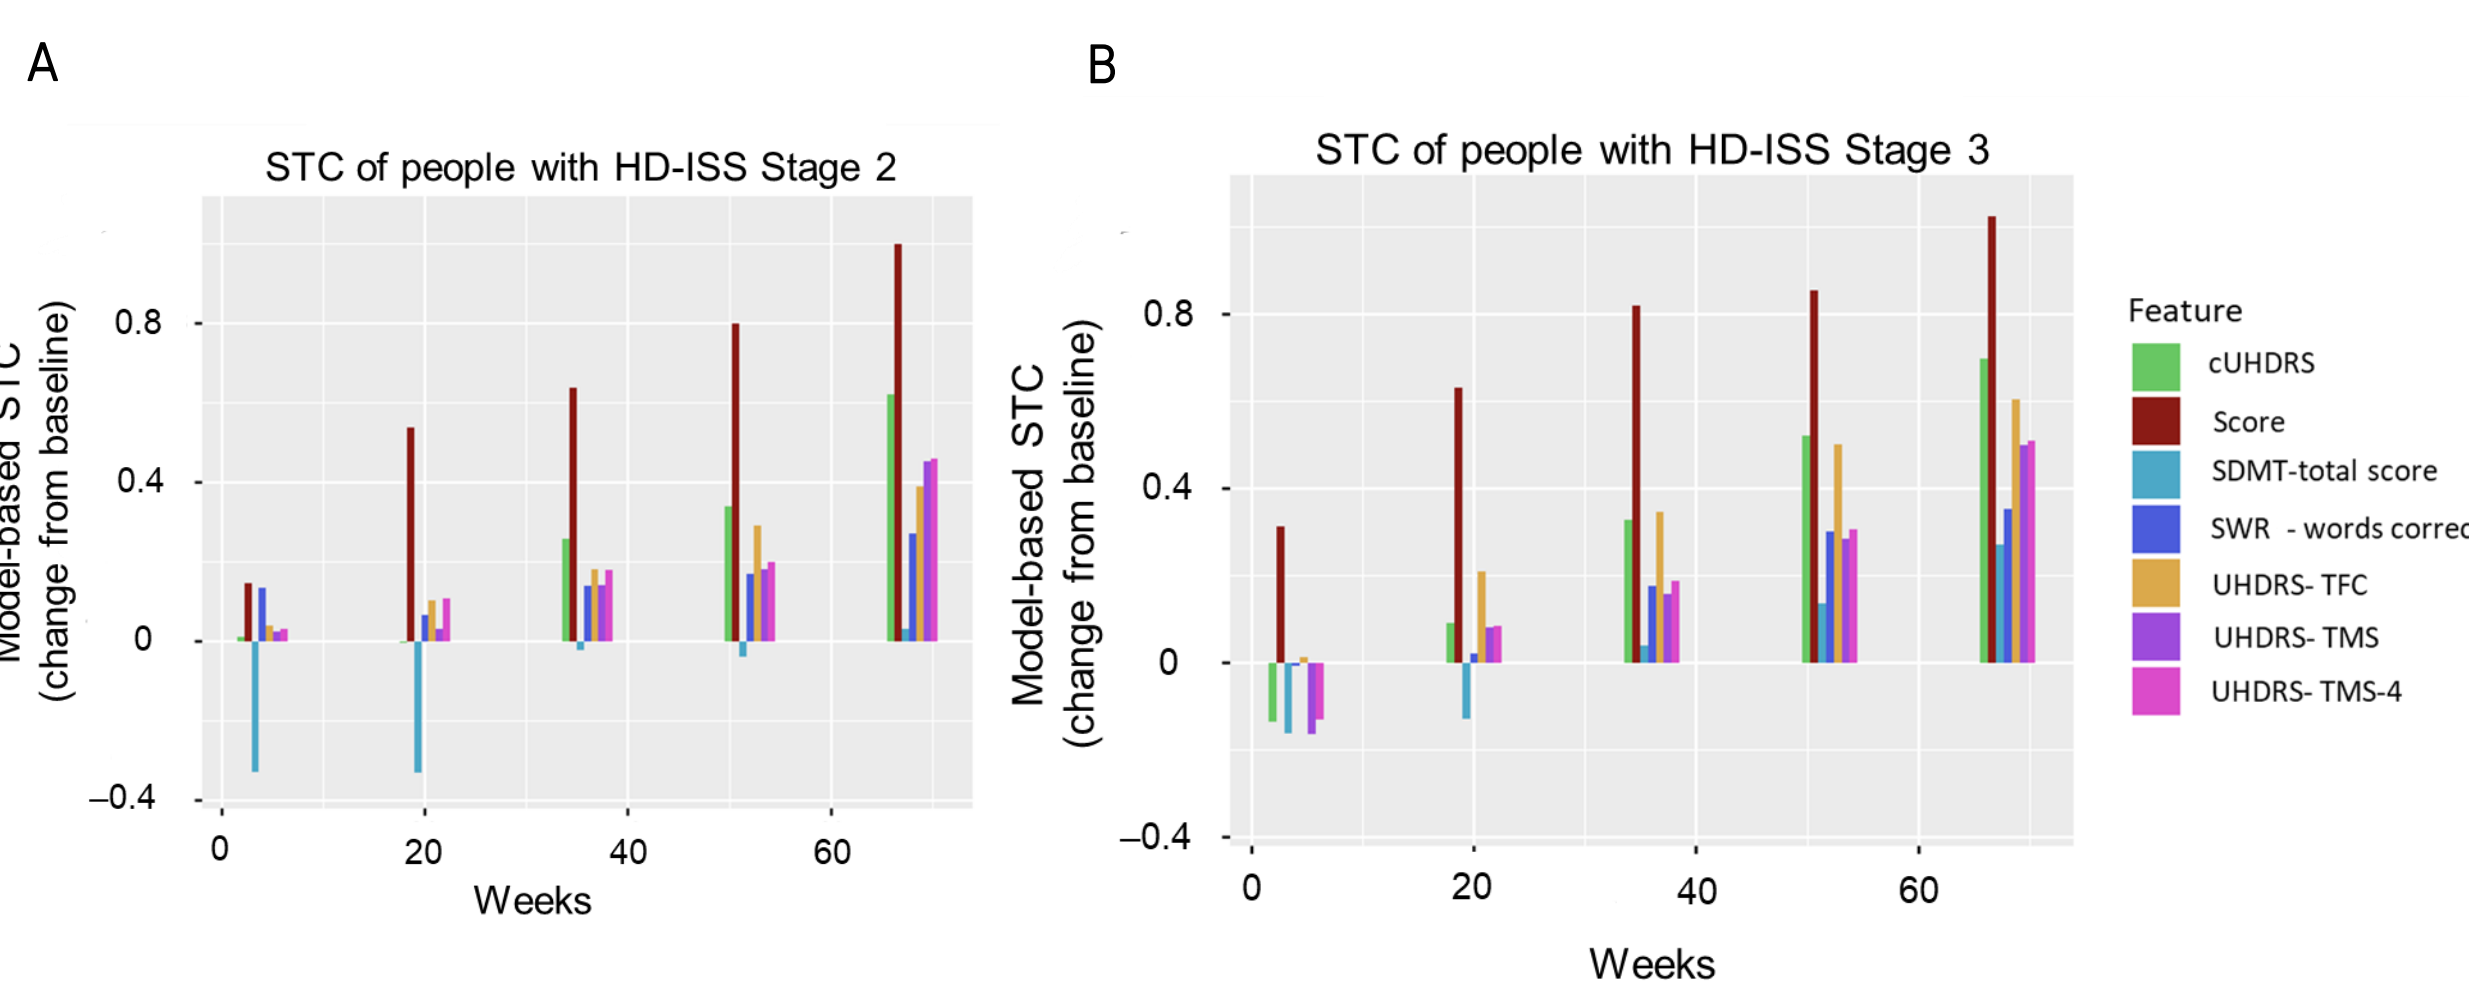 A
B
STC of people with HD-ISS Stage 2
STC of people with HD-ISS Stage 3
Model-based STC
(change from baseline)
0.8
0.4
0
–0.4
0
20
40
60
Weeks
Model-based STC
(change from baseline)
0.8
0.4
0
–0.4
0
20
40
60
Weeks
Feature
cUHDRS
Score
SDMT-total score
SWR - words correc
UHDRS- TFC
UHDRS- TMS
UHDRS- TMS-4